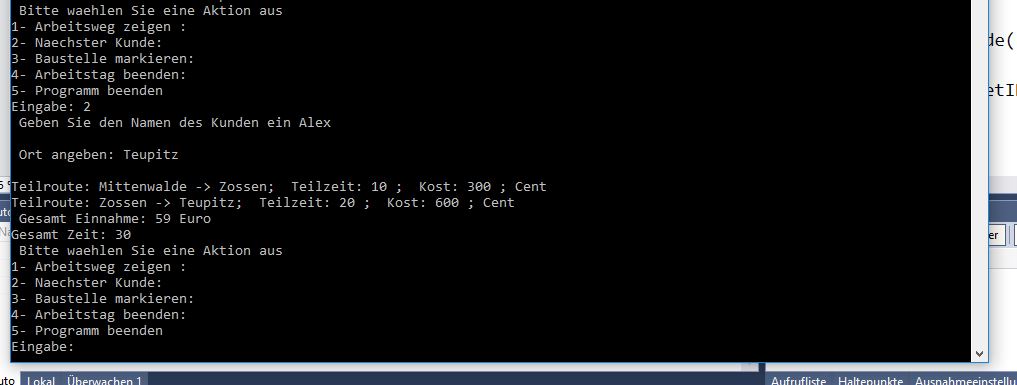 Bitte waehlen Sie eine Aktion aus
1- Arbeitsweg zeigen :
2- Naechster Kunde:
3- Baustelle markieren:
4- Arbeitstag beenden:
5- Programm beenden
Eingabe: 2
Geben Sie den Namen des Kunden ein Alex
Ort angeben: Teupitz
Teilroute: Mittenwalde -> Zossen;  Teilzeit: 10 ;  Kost: 300 ; Cent
Teilroute: Zossen -> Teupitz;  Teilzeit: 20 ;  Kost: 600 ; Cent
Gesamt Einnahme: 59 Euro
Gesamt Zeit: 30
Bitte waehlen Sie eine Aktion aus
1- Arbeitsweg zeigen :
2- Naechster Kunde:
3- Baustelle markieren:
4- Arbeitstag beenden:
5- Programm beenden
Eingabe:
de(
etI
er
uto Lokal Überwachen 1
Aufrufliste Haltepunkte Ausnahmeeinstellu